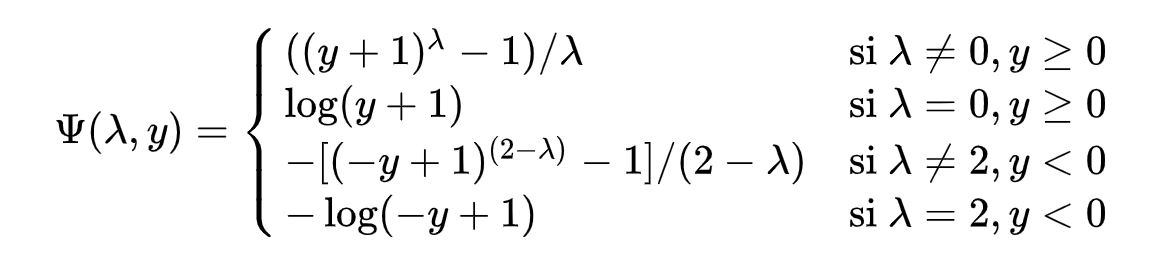 ((y + 1)^λ − 1)/λ si λ ≠ 0, y ≥ 0
log(y + 1) si λ = 0, y ≥ 0
Ψ(λ, y) = {
−[(−y + 1)^(2−λ) − 1]/(2 − λ) si λ ≠ 2, y < 0
− log(−y + 1) si λ = 2, y < 0